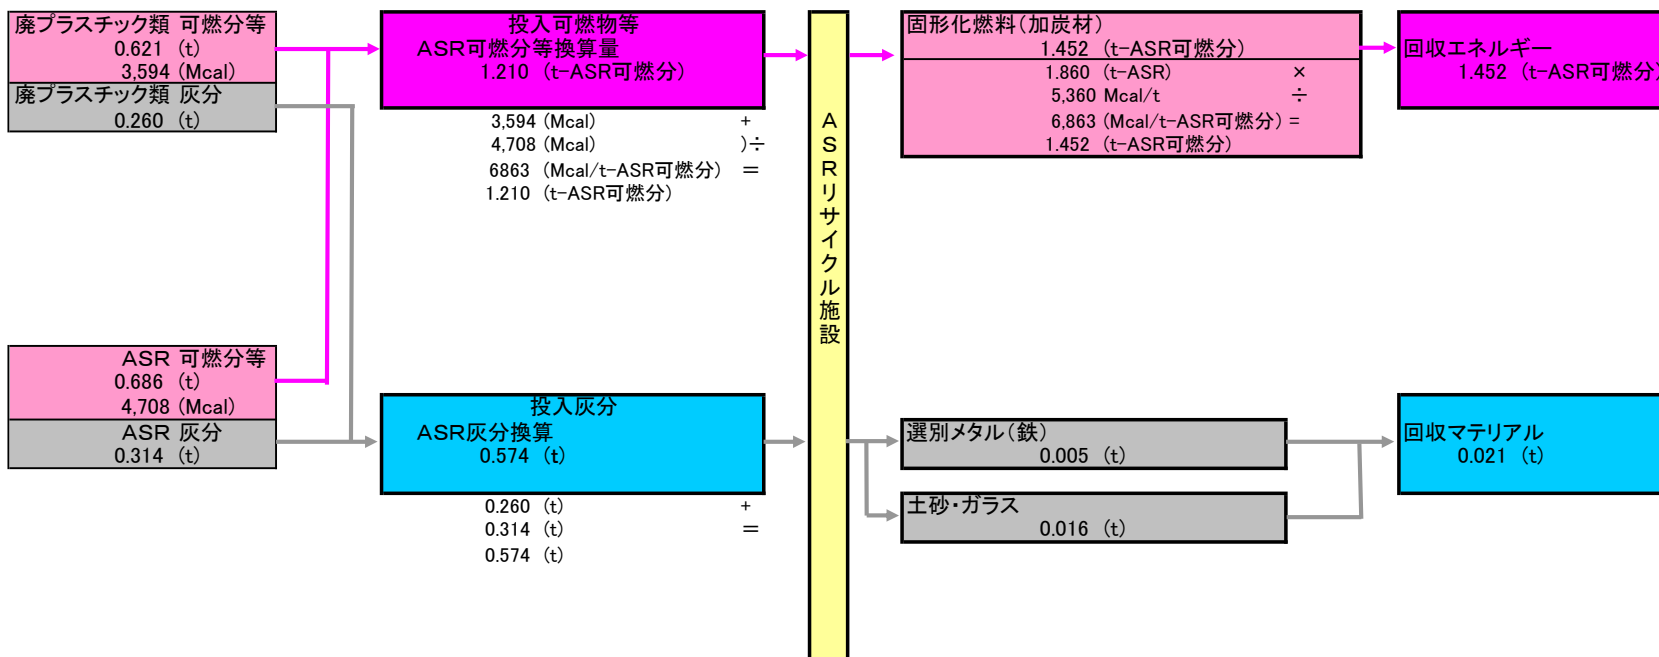 廃プラスチック類 可燃分等
0.621 (t)
3,594 (Mcal)
廃プラスチック類 灰分
0.260 (t)
投入可燃物等
ASR可燃分等換算量
1.210 (t-ASR可燃分)
3,594 (Mcal) +
4,708 (Mcal) )÷
6863 (Mcal/t-ASR可燃分) =
1.210 (t-ASR可燃分)
ASR 可燃分等
0.686 (t)
4,708 (Mcal)
ASR 灰分
0.314 (t)
投入灰分
ASR灰分換算
0.574 (t)
0.260 (t) +
0.314 (t) =
0.574 (t)
ASRリサイクル施設
固形化燃料(加炭材)
1.452 (t-ASR可燃分)
1.860 (t-ASR) ×
5,360 Mcal/t ÷
6,863 (Mcal/t-ASR可燃分) =
1.452 (t-ASR可燃分)
回収エネルギー
1.452 (t-ASR可燃分)
選別メタル(鉄)
0.005 (t)
土砂・ガラス
0.016 (t)
回収マテリアル
0.021 (t)